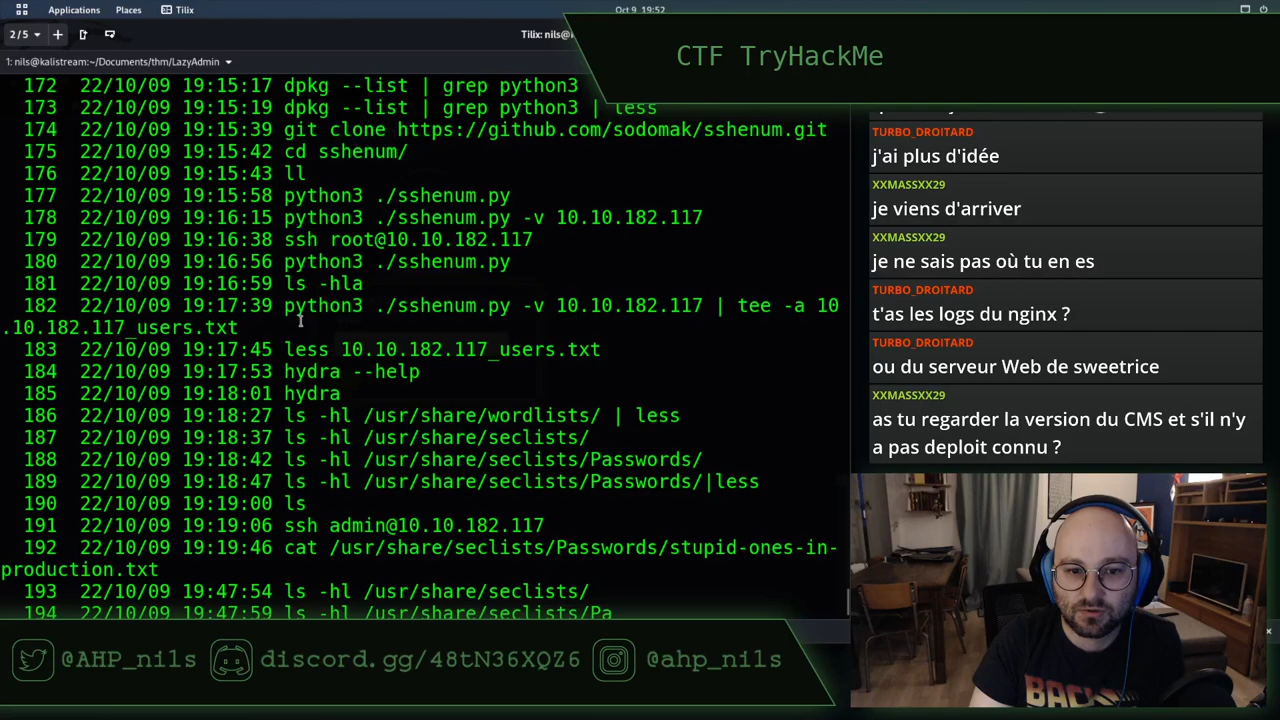 Applications Places Tilix
Oct 9 19:52
2/5
Tilix: nils@
CTF TryHackMe
1: nils@kalistream:~/Documents/thm/LazyAdmin
172 22/10/09 19:15:17 dpkg --list | grep python3
173 22/10/09 19:15:19 dpkg --list | grep python3 | less
174 22/10/09 19:15:39 git clone https://github.com/sodomak/sshenum.git
175 22/10/09 19:15:42 cd sshenum/
176 22/10/09 19:15:43 ll
177 22/10/09 19:15:58 python3 ./sshenum.py
178 22/10/09 19:16:15 python3 ./sshenum.py -v 10.10.182.117
179 22/10/09 19:16:38 ssh root@10.10.182.117
180 22/10/09 19:16:56 python3 ./sshenum.py
181 22/10/09 19:16:59 ls -hla
182 22/10/09 19:17:39 python3 ./sshenum.py -v 10.10.182.117 | tee -a 10
.10.182.117_users.txt
183 22/10/09 19:17:45 less 10.10.182.117_users.txt
184 22/10/09 19:17:53 hydra --help
185 22/10/09 19:18:01 hydra
186 22/10/09 19:18:27 ls -hl /usr/share/wordlists/ | less
187 22/10/09 19:18:37 ls -hl /usr/share/seclists/
188 22/10/09 19:18:42 ls -hl /usr/share/seclists/Passwords/
189 22/10/09 19:18:47 ls -hl /usr/share/seclists/Passwords/|less
190 22/10/09 19:19:00 ls
191 22/10/09 19:19:06 ssh admin@10.10.182.117
192 22/10/09 19:19:46 cat /usr/share/seclists/Passwords/stupid-ones-in-
production.txt
193 22/10/09 19:47:54 ls -hl /usr/share/seclists/
194 22/10/09 19:47:59 ls -hl /usr/share/seclists/Pa
TURBO_DROITARD
j'ai plus d'idée
XXMASSXX29
je viens d'arriver
XXMASSXX29
je ne sais pas où tu en es
TURBO_DROITARD
t'as les logs du nginx ?
TURBO_DROITARD
ou du serveur Web de sweetrice
XXMASSXX29
as tu regarder la version du CMS et s'il n'y
a pas deploit connu ?
@AHP_nils discord.gg/48tN36XQZ6 @ahp_nils